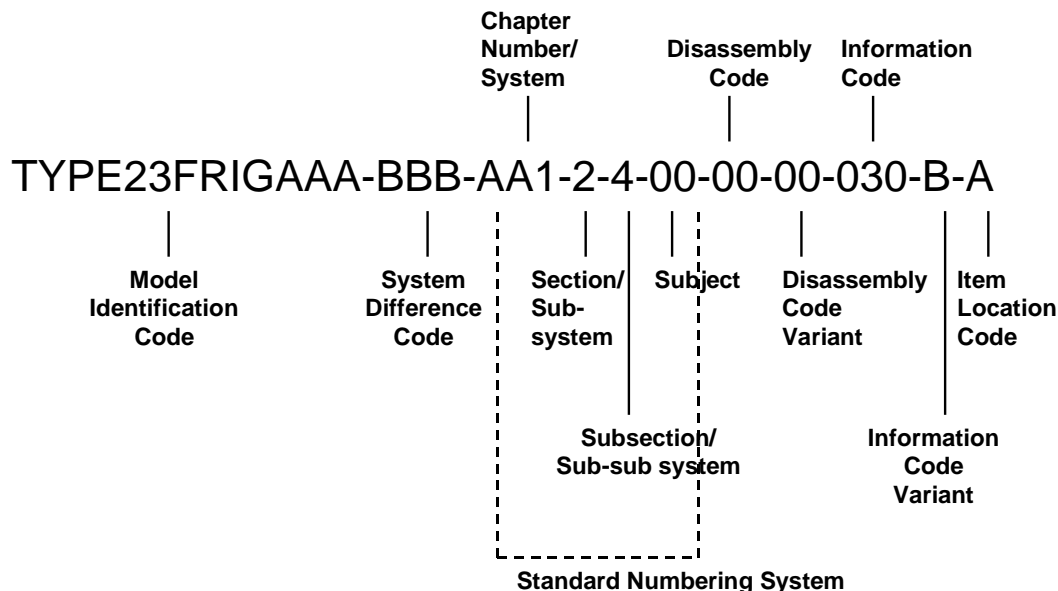 Chapter
Number/
System
Disassembly
Code
Information
Code
TYPE23FRIGAAA-BBB-AA1-2-4-00-00-00-030-B-A
Model
Identification
Code
System
Difference
Code
Section/
Sub-
system
Subject
Disassembly
Code
Variant
Item
Location
Code
Subsection/
Sub-sub system
Information
Code
Variant
Standard Numbering System